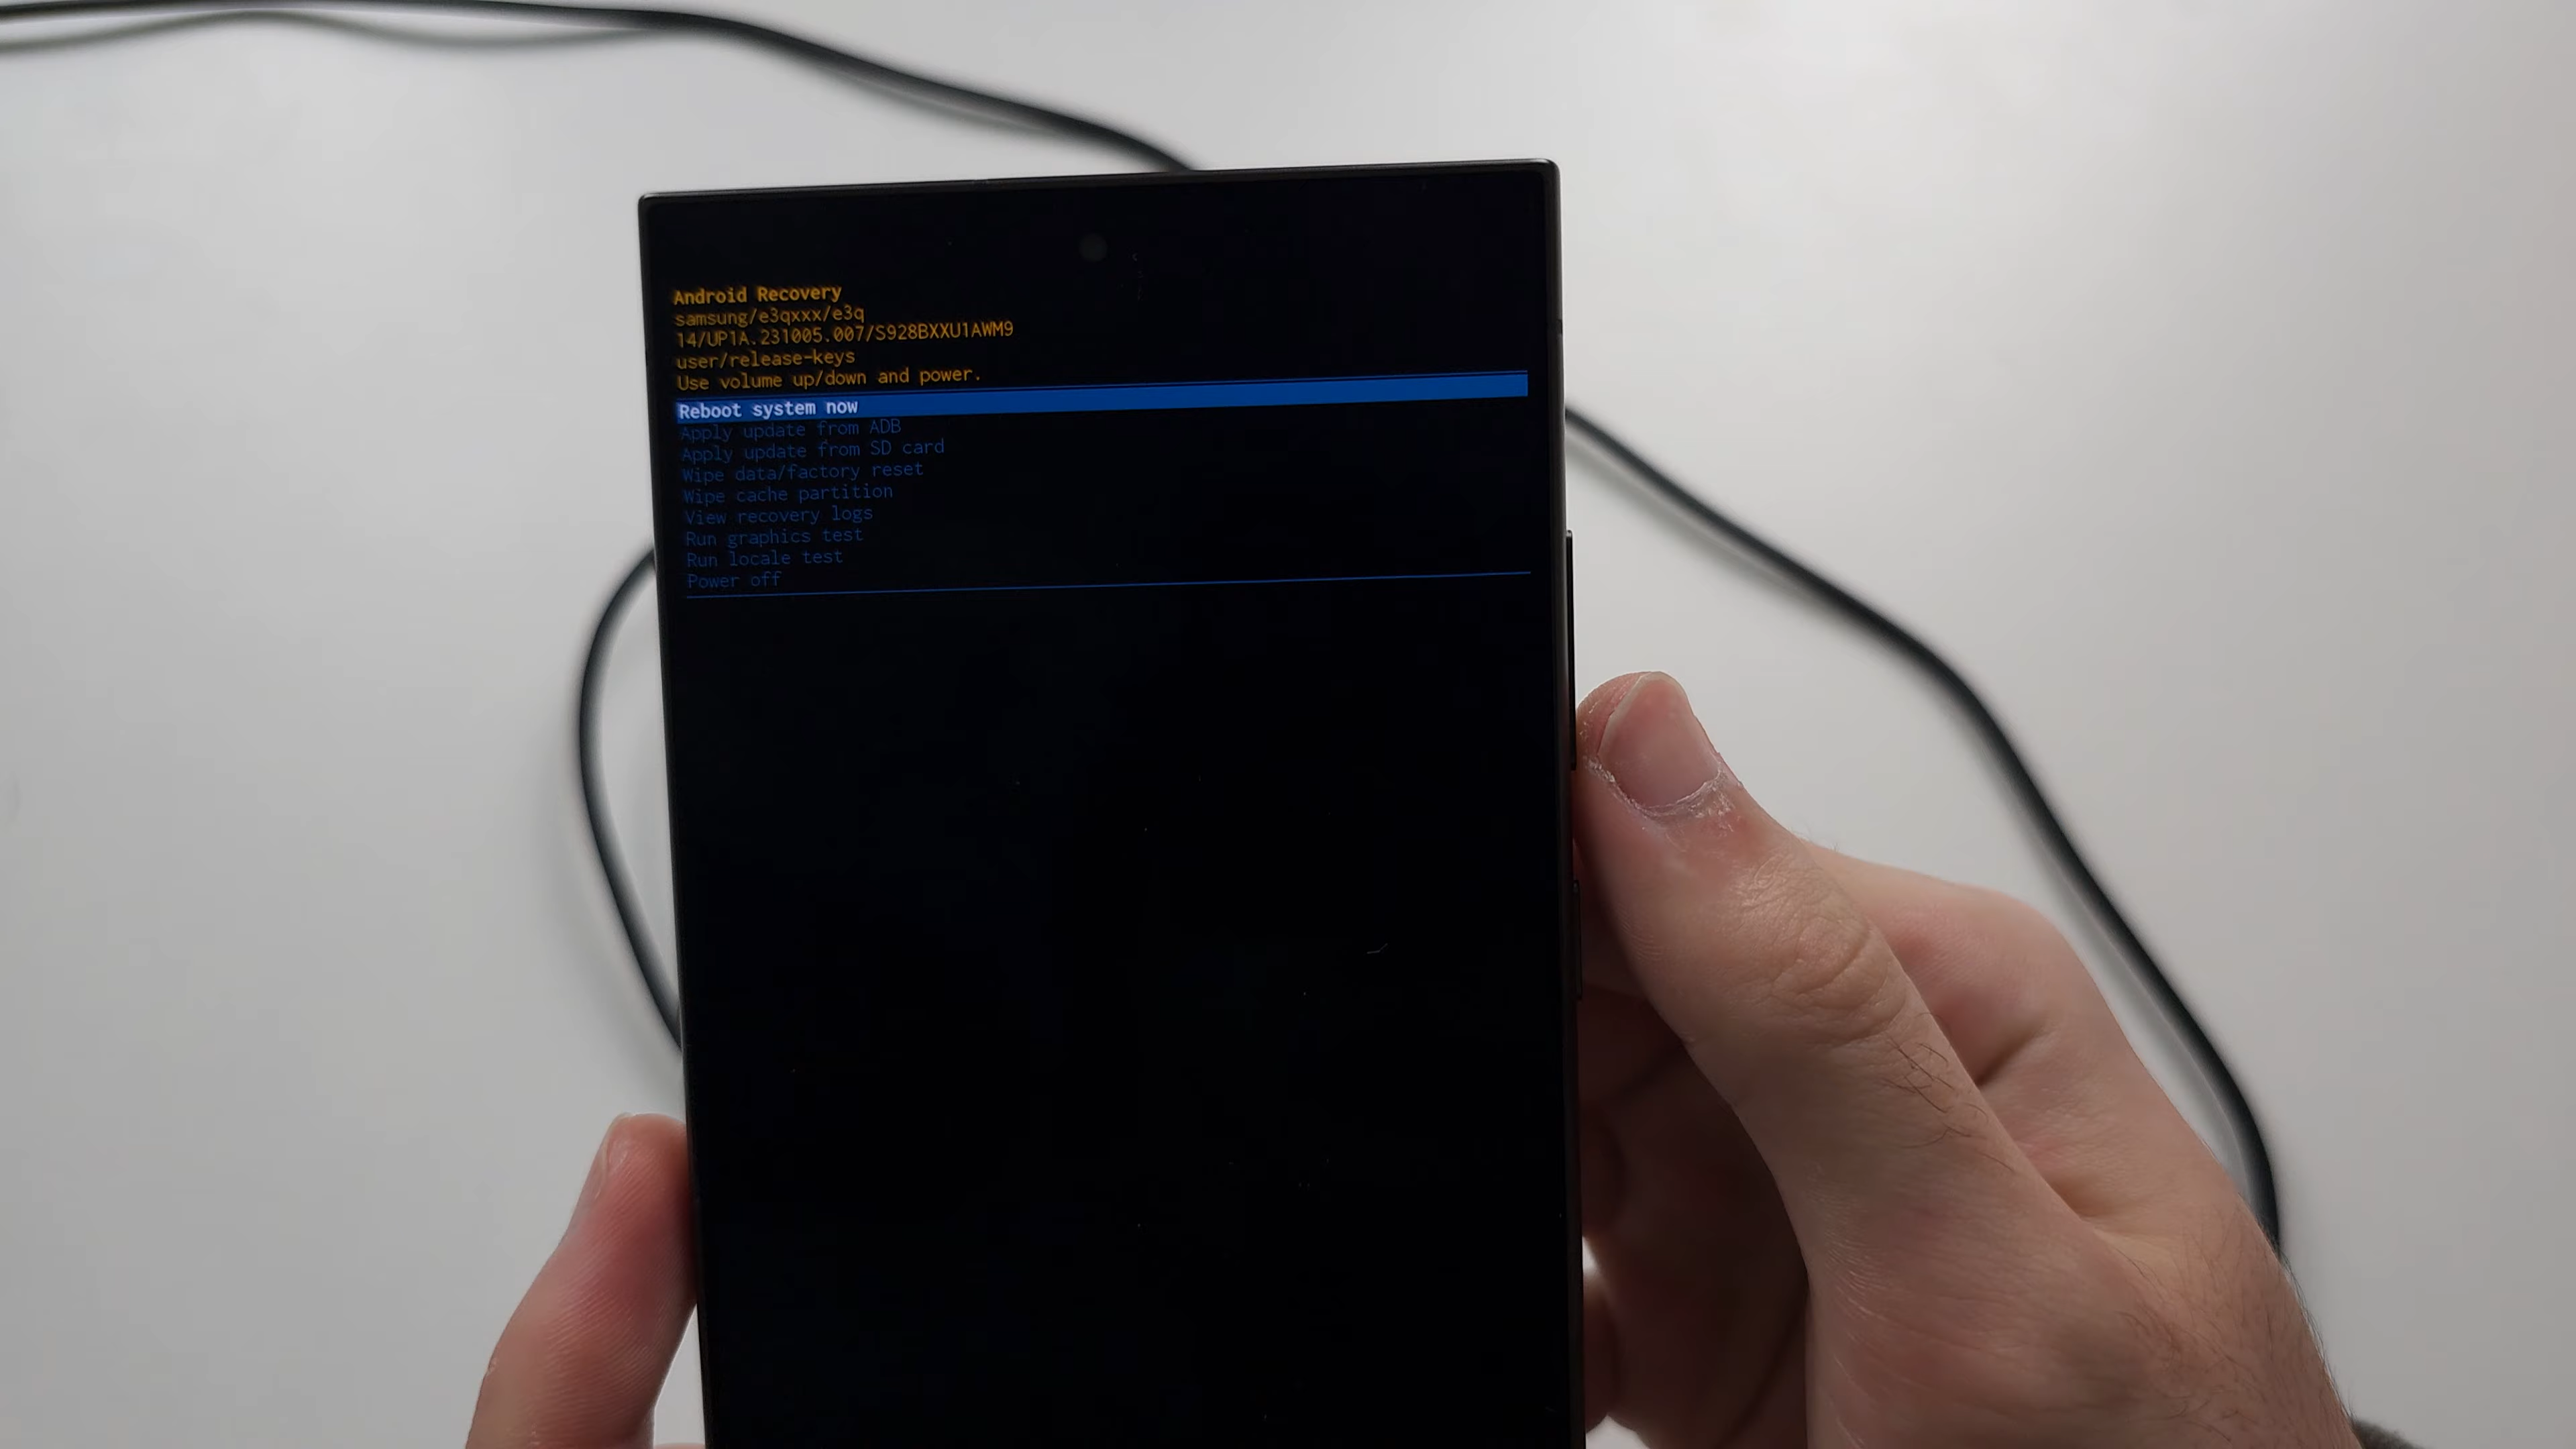 Android Recovery
samsung/e3qxxx/e3q
14/UP1A.231005.007/S928BXXU1AWM9
user/release-keys
Use volume up/down and power.
Reboot system now
Apply update from ADB
Apply update from SD card
Wipe data/factory reset
Wipe cache partition
View recovery logs
Run graphics test
Run locale test
Power off